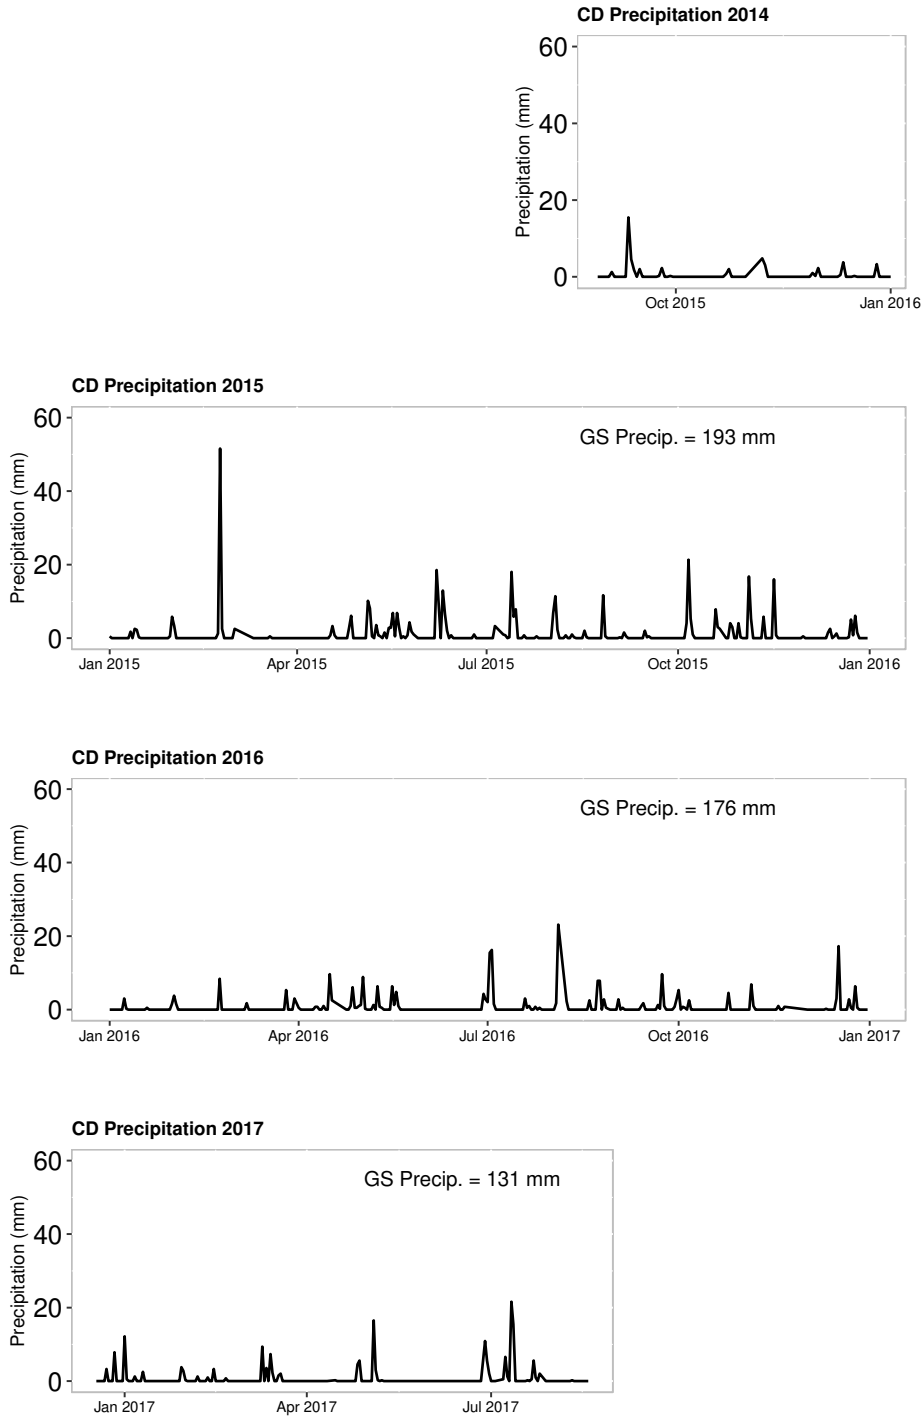 CD Precipitation 2014
Precipitation (mm)
60
40
20
0
Oct 2015 Jan 2016
CD Precipitation 2015
GS Precip. = 193 mm
Precipitation (mm)
60
40
20
0
Jan 2015 Apr 2015 Jul 2015 Oct 2015 Jan 2016
CD Precipitation 2016
GS Precip. = 176 mm
Precipitation (mm)
60
40
20
0
Jan 2016 Apr 2016 Jul 2016 Oct 2016 Jan 2017
CD Precipitation 2017
GS Precip. = 131 mm
Precipitation (mm)
60
40
20
0
Jan 2017 Apr 2017 Jul 2017